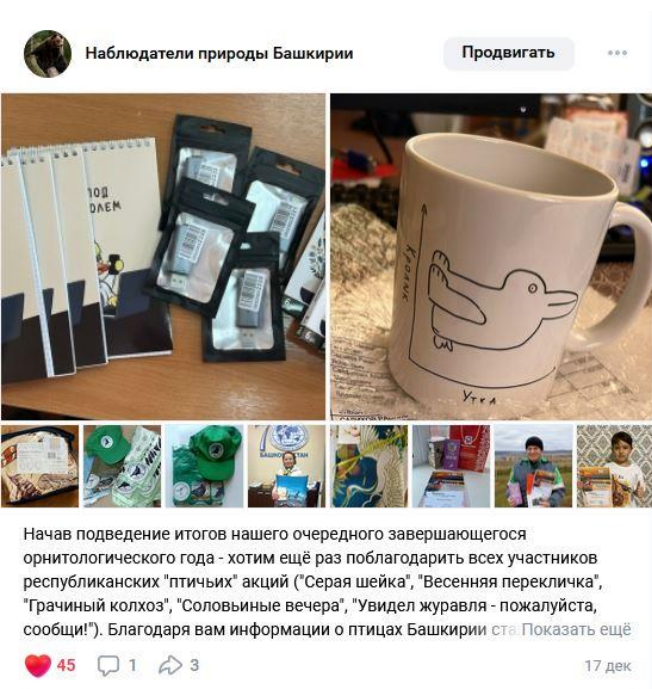 Наблюдатели природы Башкирии
Продвигать
ПОД
ОЛЕМ
Кролик
Утка
БАШКОРТОСТАН
Начав подведение итогов нашего очередного завершающегося
орнитологического года - хотим ещё раз поблагодарить всех участников
республиканских "птичьих" акций ("Серая шейка", "Весенняя перекличка",
"Грачиный колхоз", "Соловьиные вечера", "Увидел журавля - пожалуйста,
сообщи!"). Благодаря вам информации о птицах Башкирии ста Показать ещё
45
1
3
17 дек